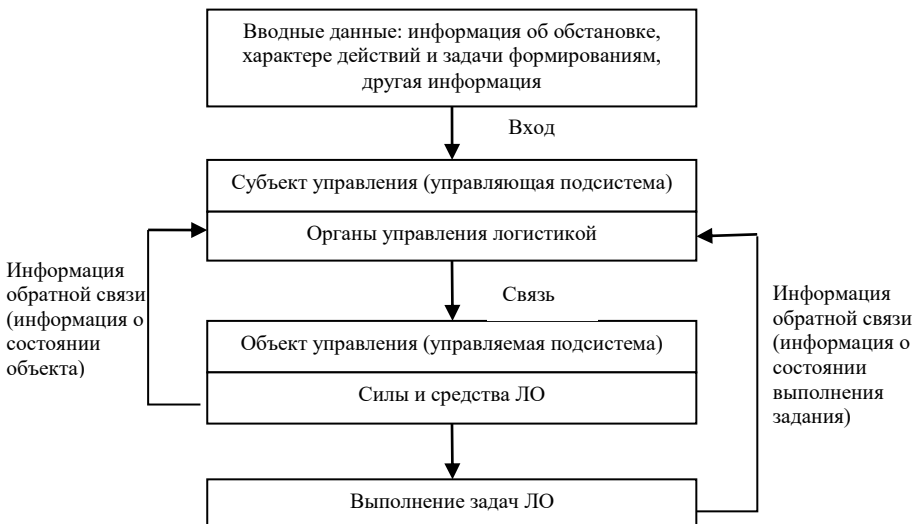 Вводные данные: информация об обстановке,
характере действий и задачи формированиям,
другая информация
Вход
Субъект управления (управляющая подсистема)
Органы управления логистикой
Информация
обратной связи
(информация о
состоянии
объекта)
Связь
Информация
обратной связи
(информация о
состоянии
выполнения
задания)
Объект управления (управляемая подсистема)
Силы и средства ЛО
Выполнение задач ЛО